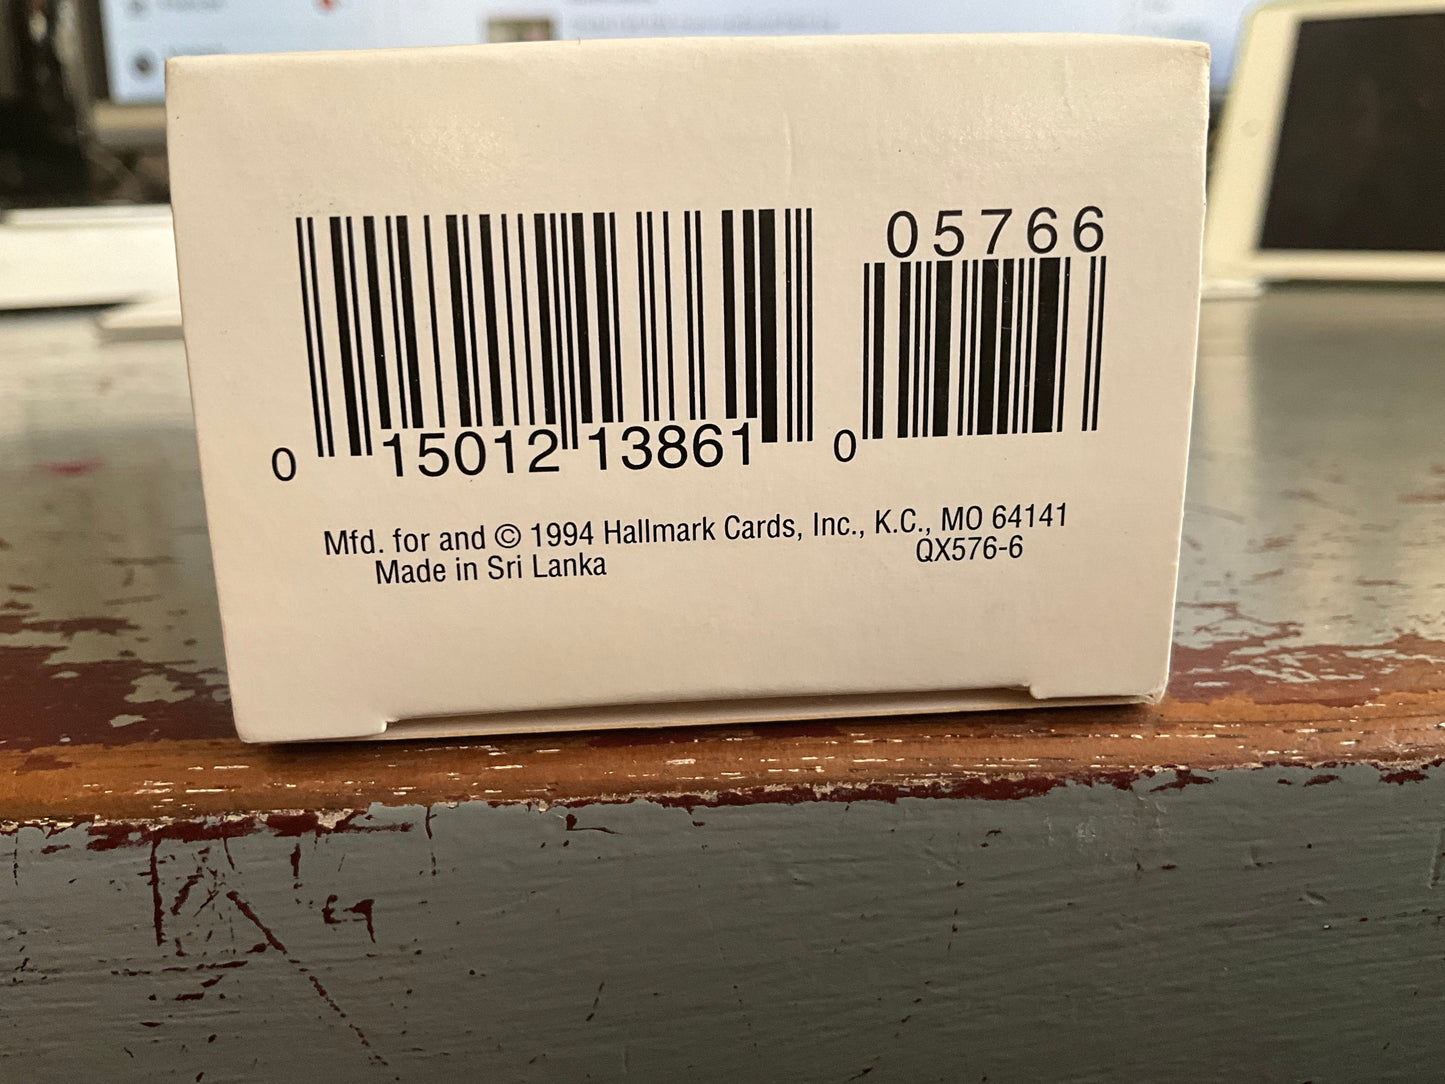 05766
0 15012 13861 0
Mfd. for and © 1994 Hallmark Cards, Inc., K.C., MO 64141
Made in Sri Lanka QX576-6